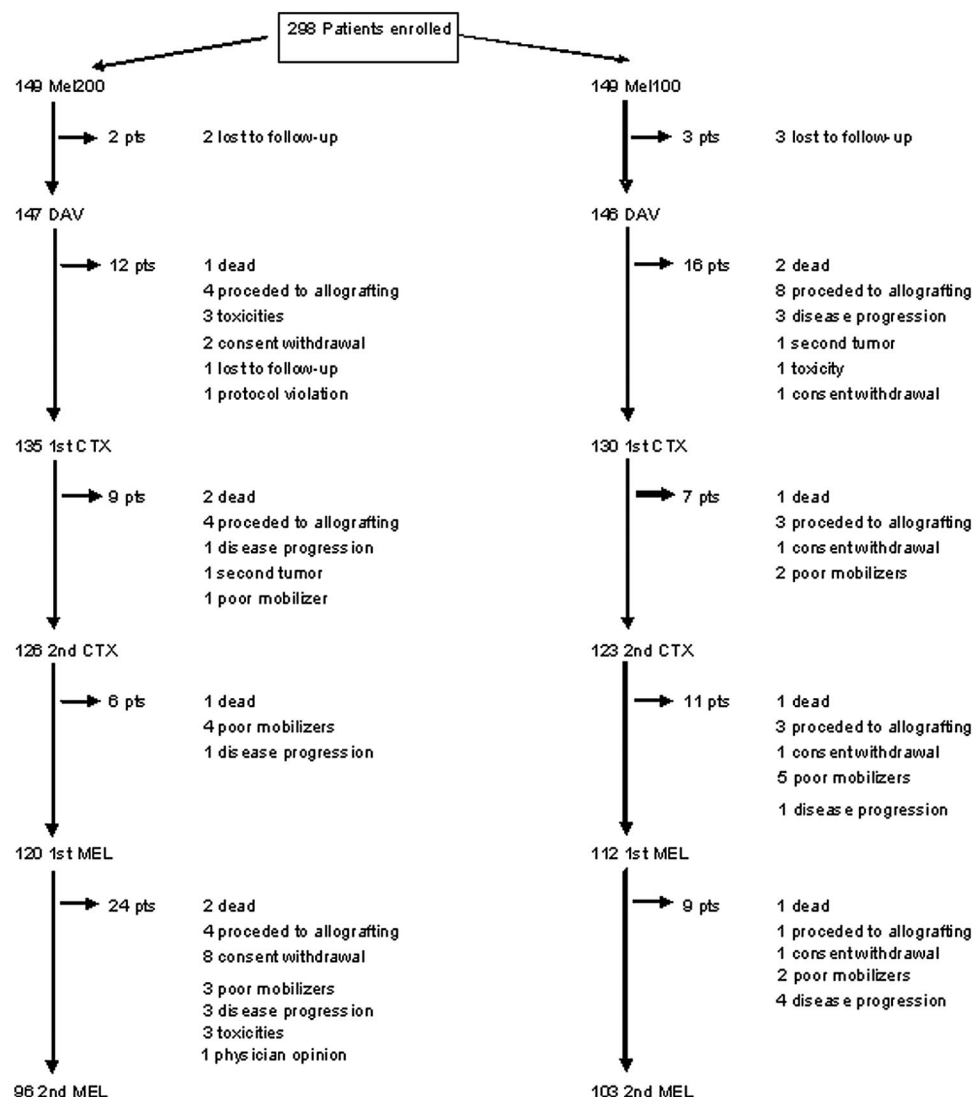 298 Patients enrolled
149 Mel200
2 pts 2 lost to follow-up
147 DAV
12 pts 1 dead
4 proceded to allografting
3 toxicities
2 consent withdrawal
1 lost to follow-up
1 protocol violation
135 1st CTX
9 pts 2 dead
4 proceded to allografting
1 disease progression
1 second tumor
1 poor mobilizer
126 2nd CTX
6 pts 1 dead
4 poor mobilizers
1 disease progression
120 1st MEL
24 pts 2 dead
4 proceded to allografting
8 consent withdrawal
3 poor mobilizers
3 disease progression
3 toxicities
1 physician opinion
96 2nd MEL
149 Mel100
3 pts 3 lost to follow-up
146 DAV
16 pts 2 dead
8 proceded to allografting
3 disease progression
1 second tumor
1 toxicity
1 consent withdrawal
130 1st CTX
7 pts 1 dead
3 proceded to allografting
1 consent withdrawal
2 poor mobilizers
123 2nd CTX
11 pts 1 dead
3 proceded to allografting
1 consent withdrawal
5 poor mobilizers
1 disease progression
112 1st MEL
9 pts 1 dead
1 proceded to allografting
1 consent withdrawal
2 poor mobilizers
4 disease progression
103 2nd MEL